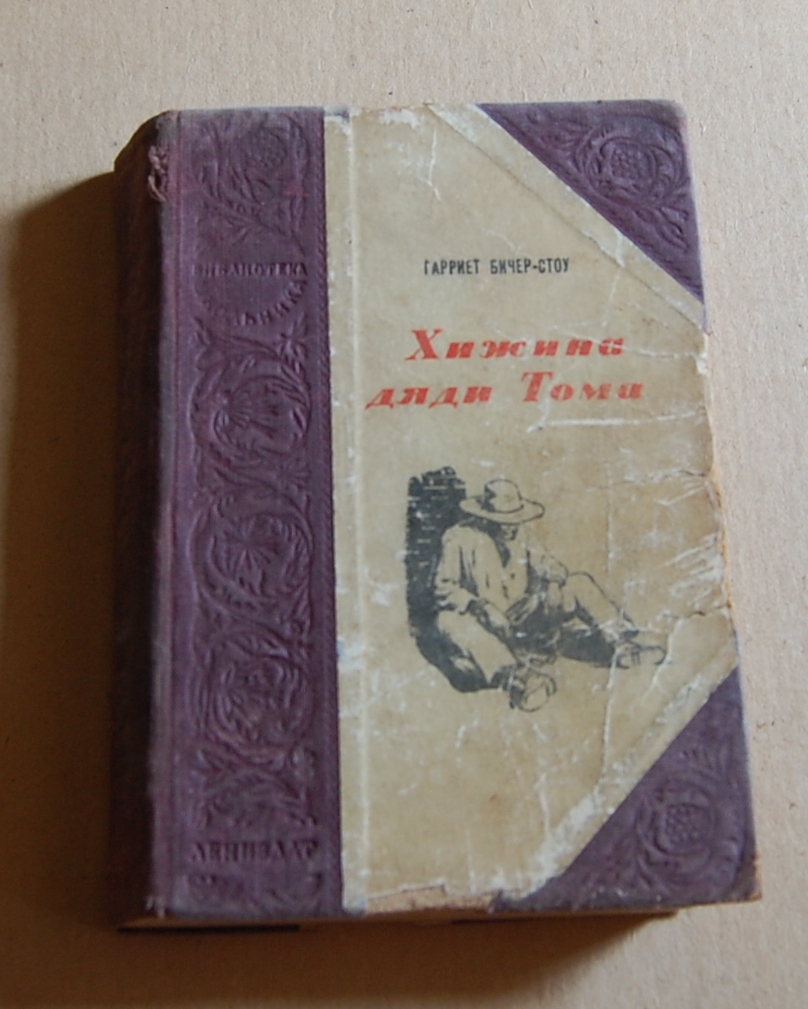 ГАРРИЕТ БИЧЕР-СТОУ
Хижина
дяди Тома
БИБЛИОТЕКА
ШКОЛЬНИКА
ЛЕНИЗДАТ